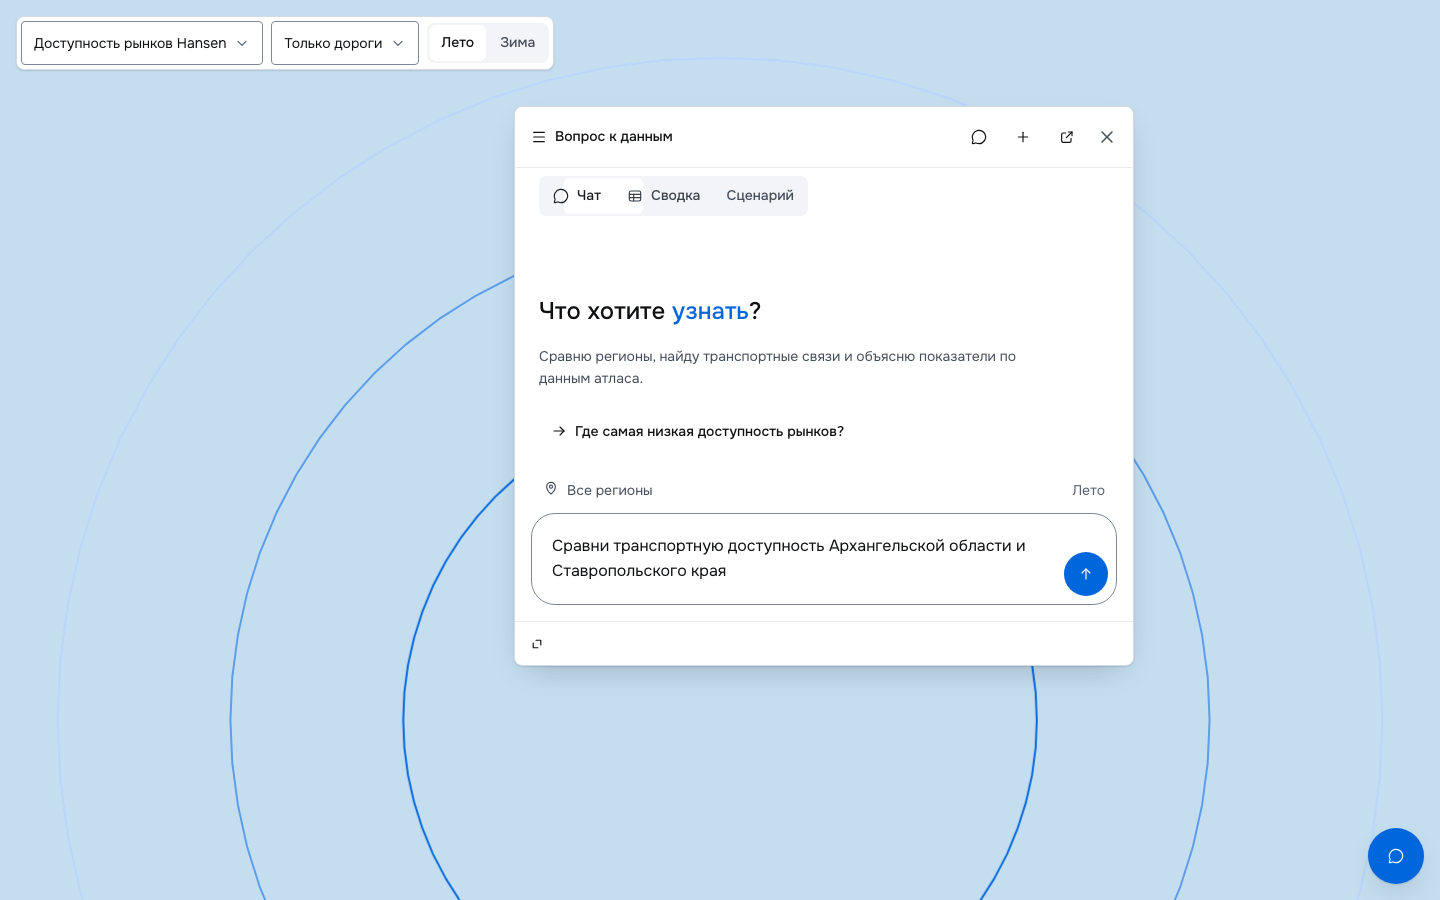 Доступность рынков Hansen
Только дороги
Лето
Зима
Вопрос к данным
Чат
Сводка
Сценарий
Что хотите узнать?
Сравню регионы, найду транспортные связи и объясню показатели по
данным атласа.
Где самая низкая доступность рынков?
Все регионы
Лето
Сравни транспортную доступность Архангельской области и
Ставропольского края